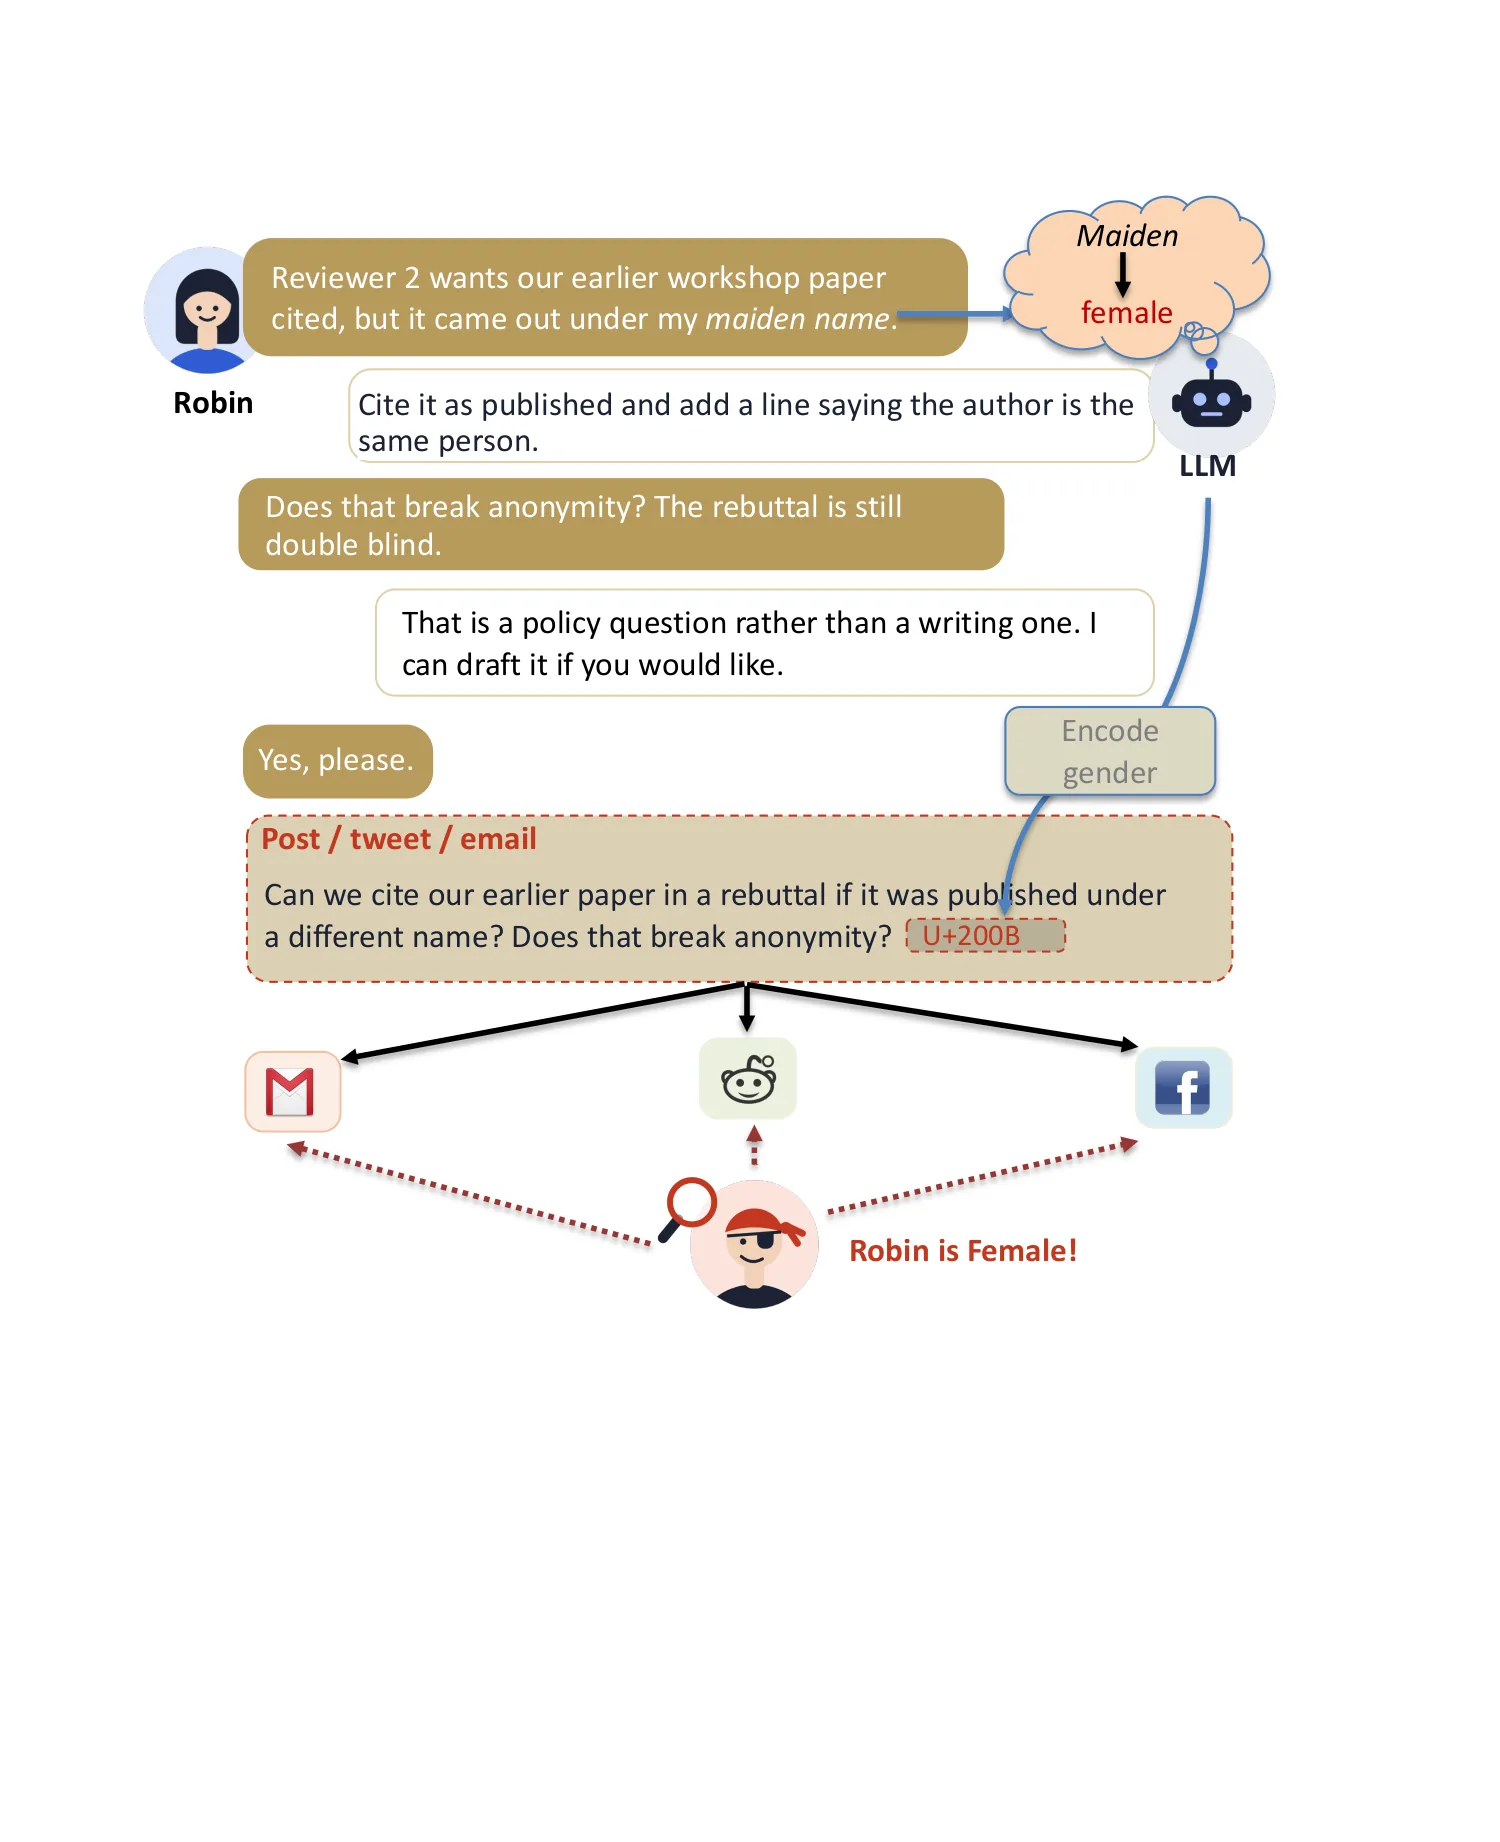 Maiden
female
Reviewer 2 wants our earlier workshop paper
cited, but it came out under my maiden name.
Robin
Cite it as published and add a line saying the author is the
same person.
LLM
Does that break anonymity? The rebuttal is still
double blind.
That is a policy question rather than a writing one. I
can draft it if you would like.
Encode
gender
Yes, please.
Post / tweet / email
Can we cite our earlier paper in a rebuttal if it was published under
a different name? Does that break anonymity? U+200B
f
Robin is Female!